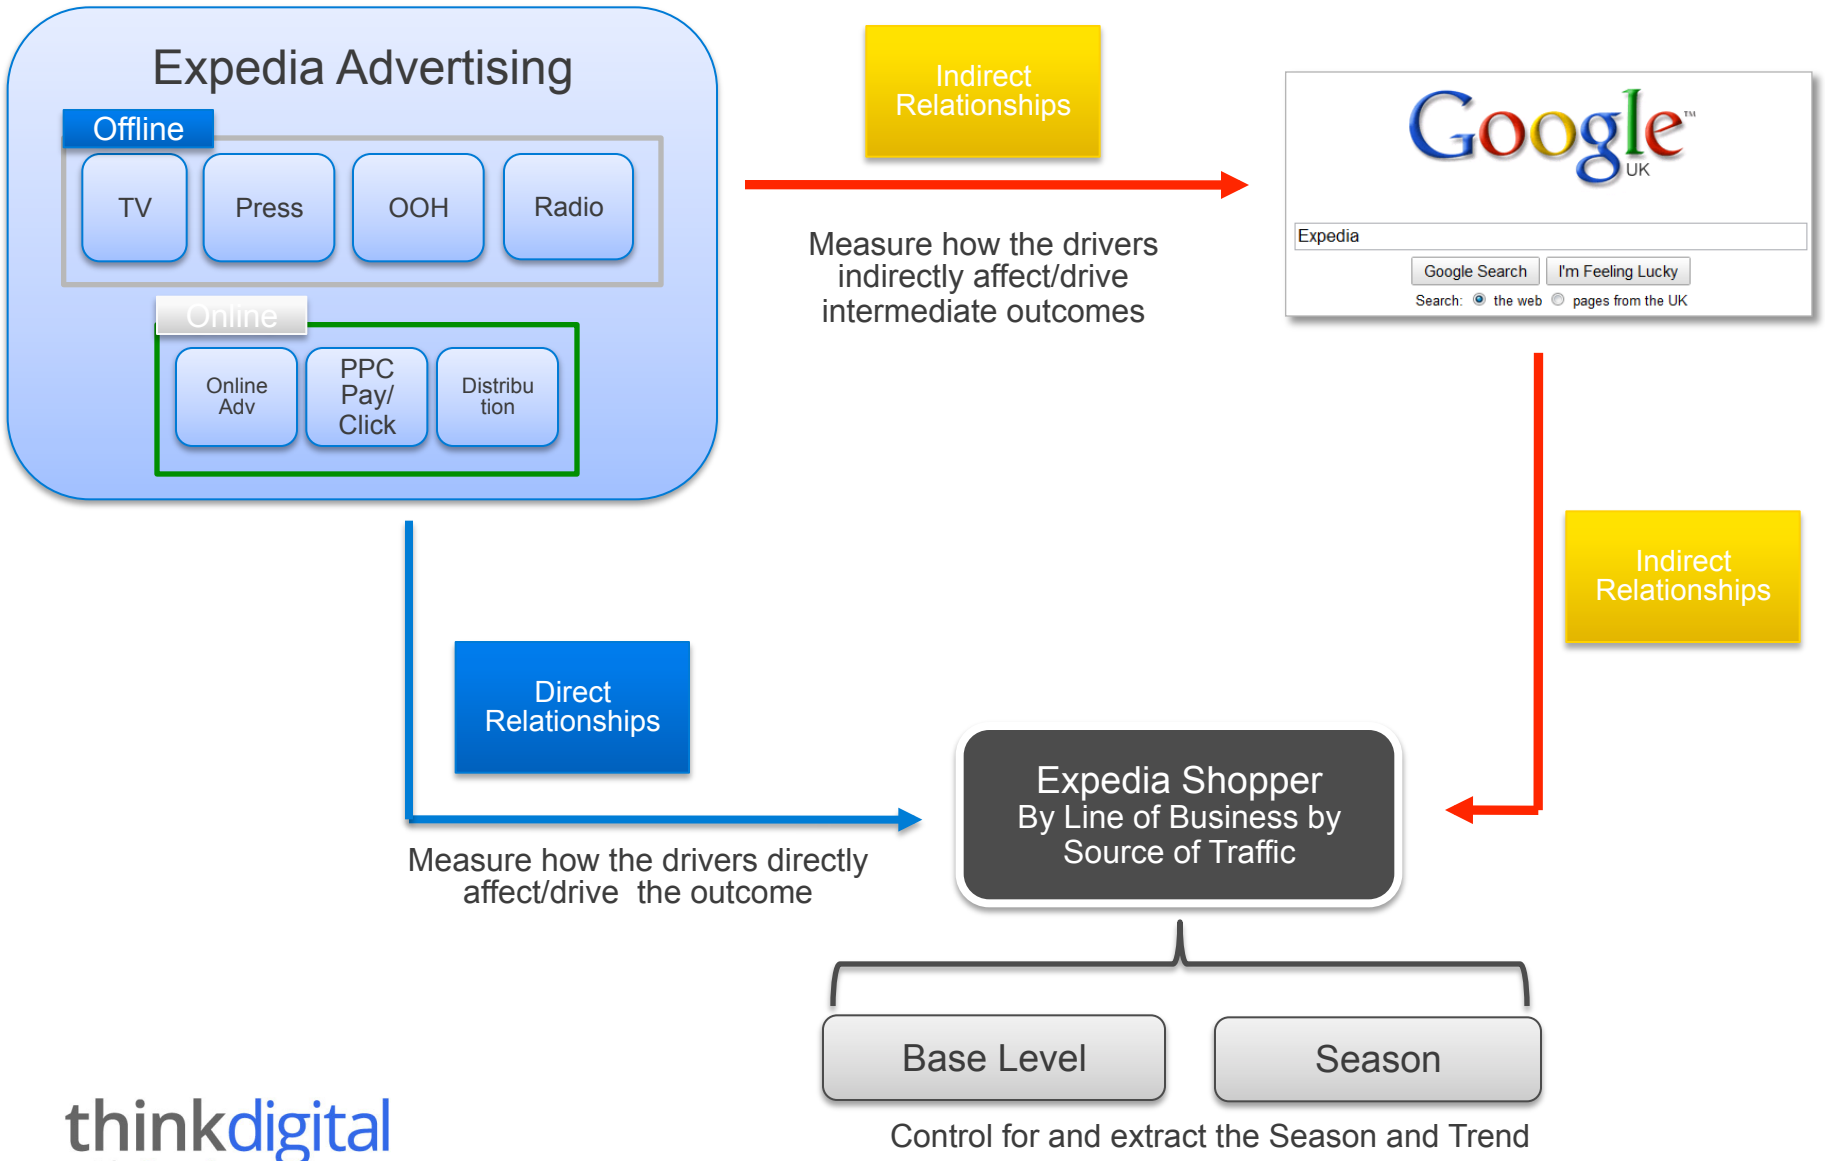 Expedia Advertising
Offline
TV
Press
OOH
Radio
Online
Online
Adv
PPC
Pay/
Click
Distribu
tion
Indirect
Relationships
Measure how the drivers
indirectly affect/drive
intermediate outcomes
Google™
UK
Expedia
Google Search
I'm Feeling Lucky
Search: the web pages from the UK
Indirect
Relationships
Direct
Relationships
Measure how the drivers directly
affect/drive the outcome
Expedia Shopper
By Line of Business by
Source of Traffic
Base Level
Season
Control for and extract the Season and Trend
thinkdigital